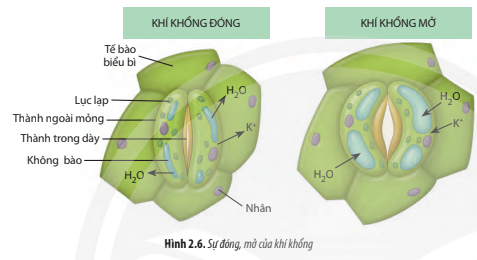 KHÍ KHỔNG ĐÓNG
KHÍ KHỔNG MỞ
Tế bào
biểu bì
Lục lạp
Thành ngoài mỏng
Thành trong dày
Không bào
H₂O
H₂O
K⁺
Nhân
H₂O
K⁺
H₂O
Hình 2.6. Sự đóng, mở của khí khổng